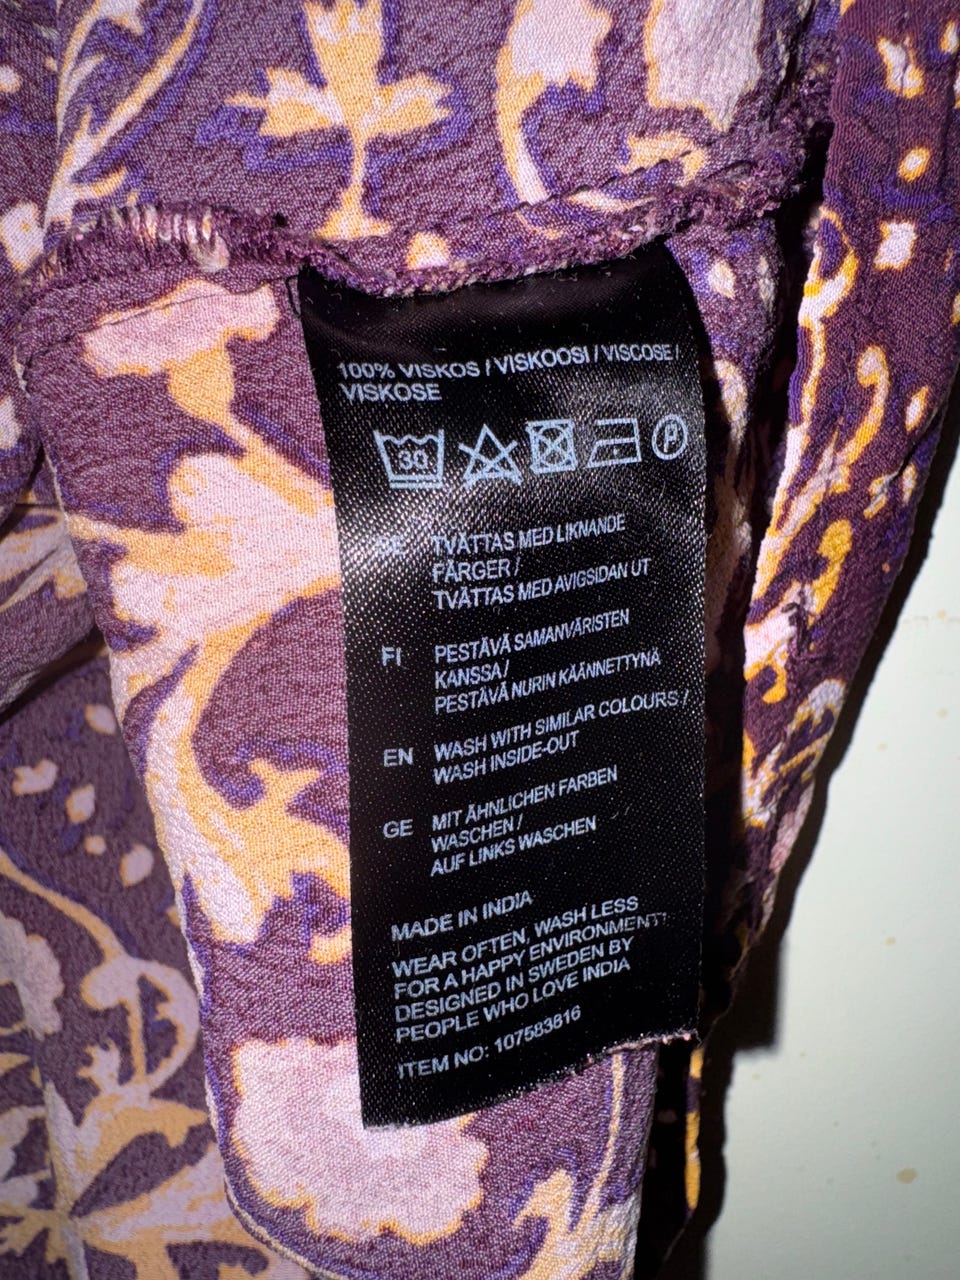 100% VISKOS / VISKOOSI / VISCOSE /
VISKOSE
30 P
SE TVÄTTAS MED LIKNANDE
FÄRGER /
TVÄTTAS MED AVIGSIDAN UT
FI PESTÄVÄ SAMANVÄRISTEN
KANSSA /
PESTÄVÄ NURIN KÄÄNNETTYNÄ
EN WASH WITH SIMILAR COLOURS /
WASH INSIDE-OUT
GE MIT ÄHNLICHEN FARBEN
WASCHEN /
AUF LINKS WASCHEN
MADE IN INDIA
WEAR OFTEN, WASH LESS
FOR A HAPPY ENVIRONMENT!
DESIGNED IN SWEDEN BY
PEOPLE WHO LOVE INDIA
ITEM NO: 107583816